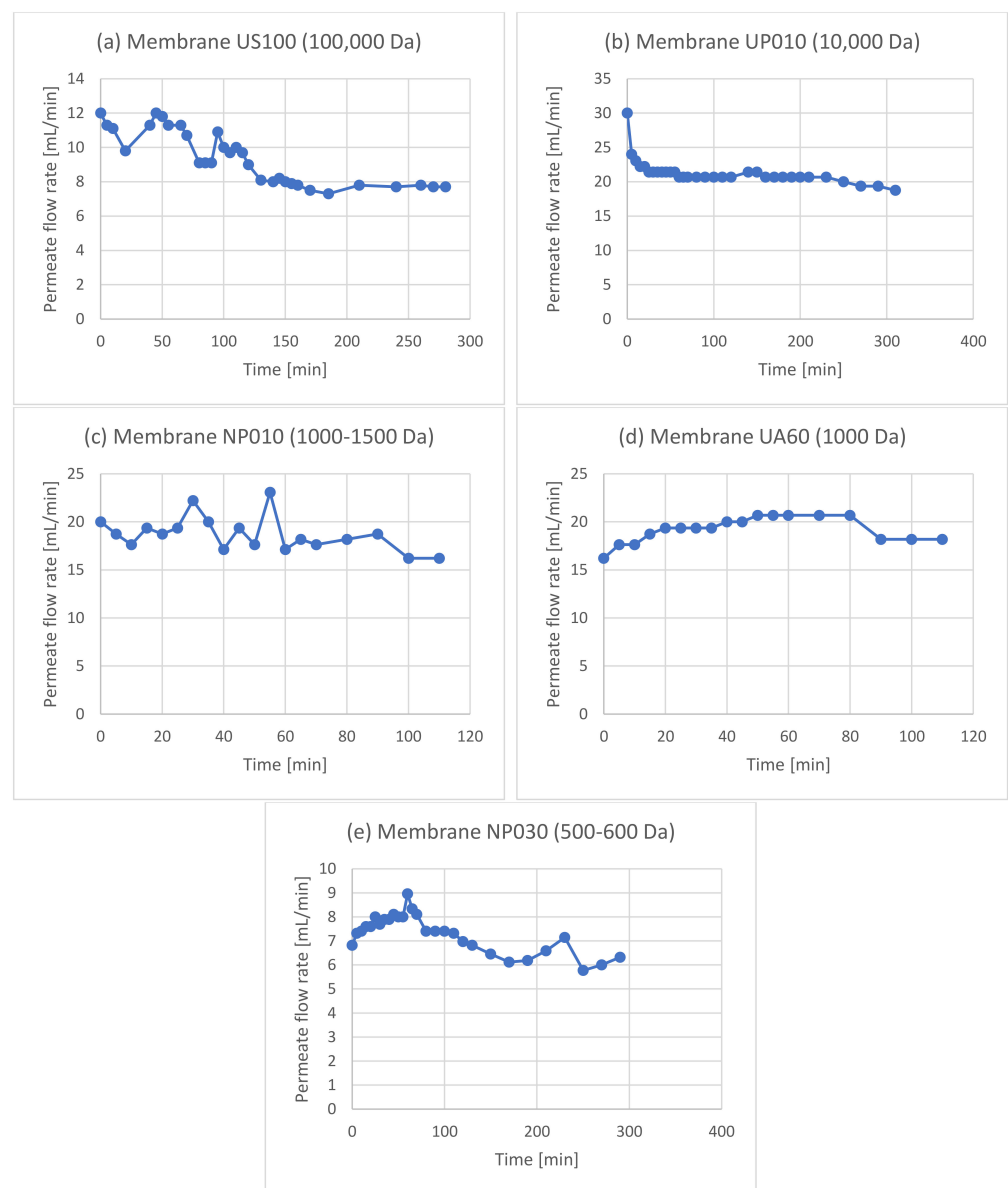 (a) Membrane US100 (100,000 Da)
Permeate flow rate [mL/min]
14
12
10
8
6
4
2
0
0 50 100 150 200 250 300
Time [min]
(b) Membrane UP010 (10,000 Da)
Permeate flow rate [mL/min]
35
30
25
20
15
10
5
0
0 100 200 300 400
Time [min]
(c) Membrane NP010 (1000-1500 Da)
Permeate flow rate [mL/min]
25
20
15
10
5
0
0 20 40 60 80 100 120
Time [min]
(d) Membrane UA60 (1000 Da)
Permeate flow rate [mL/min]
25
20
15
10
5
0
0 20 40 60 80 100 120
Time [min]
(e) Membrane NP030 (500-600 Da)
Permeate flow rate [mL/min]
10
9
8
7
6
5
4
3
2
1
0
0 100 200 300 400
Time [min]